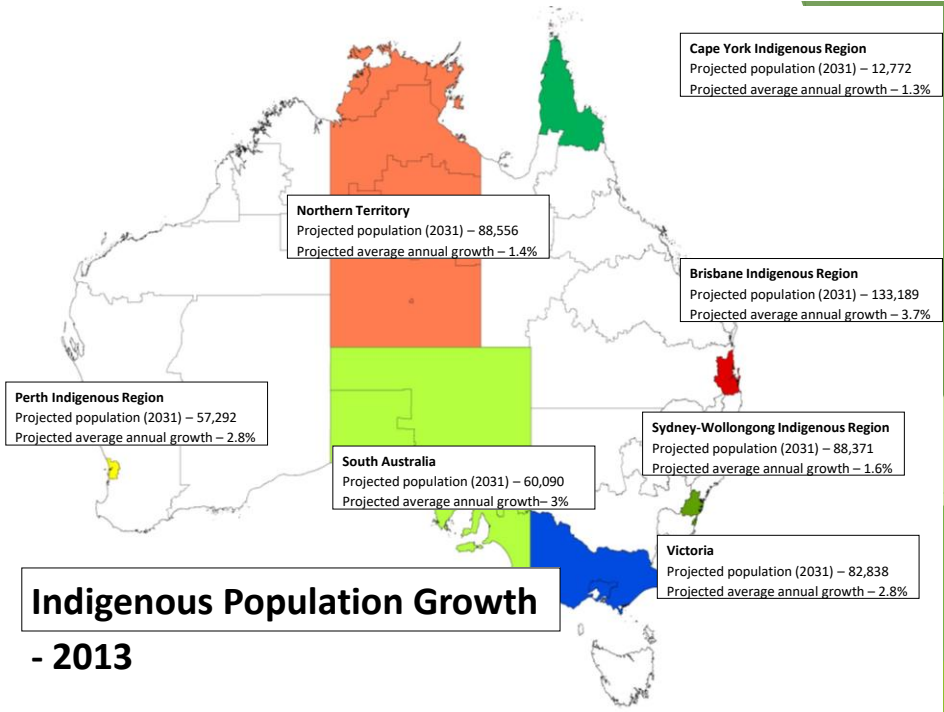 Cape York Indigenous Region
Projected population (2031) – 12,772
Projected average annual growth – 1.3%
Northern Territory
Projected population (2031) – 88,556
Projected average annual growth – 1.4%
Brisbane Indigenous Region
Projected population (2031) – 133,189
Projected average annual growth – 3.7%
Perth Indigenous Region
Projected population (2031) – 57,292
Projected average annual growth – 2.8%
Sydney-Wollongong Indigenous Region
Projected population (2031) – 88,371
Projected average annual growth – 1.6%
South Australia
Projected population (2031) – 60,090
Projected average annual growth– 3%
Victoria
Projected population (2031) – 82,838
Projected average annual growth – 2.8%
Indigenous Population Growth
- 2013